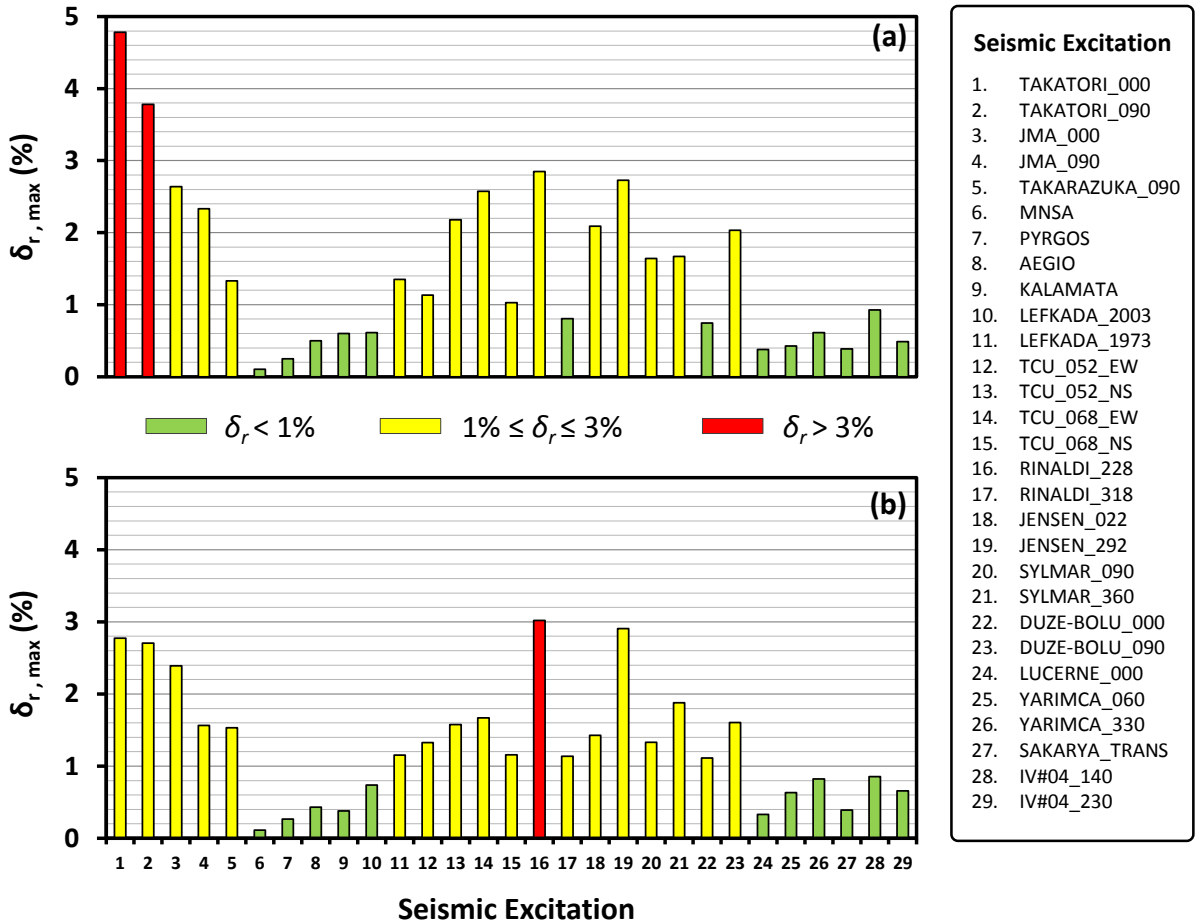 (a)
5
4
3
2
1
0
δr , max (%)
δr < 1%
1% ≤ δr ≤ 3%
δr > 3%
(b)
5
4
3
2
1
0
δr , max (%)
1 2 3 4 5 6 7 8 9 10 11 12 13 14 15 16 17 18 19 20 21 22 23 24 25 26 27 28 29
Seismic Excitation
Seismic Excitation
1. TAKATORI_000
2. TAKATORI_090
3. JMA_000
4. JMA_090
5. TAKARAZUKA_090
6. MNSA
7. PYRGOS
8. AEGIO
9. KALAMATA
10. LEFKADA_2003
11. LEFKADA_1973
12. TCU_052_EW
13. TCU_052_NS
14. TCU_068_EW
15. TCU_068_NS
16. RINALDI_228
17. RINALDI_318
18. JENSEN_022
19. JENSEN_292
20. SYLMAR_090
21. SYLMAR_360
22. DUZE-BOLU_000
23. DUZE-BOLU_090
24. LUCERNE_000
25. YARIMCA_060
26. YARIMCA_330
27. SAKARYA_TRANS
28. IV#04_140
29. IV#04_230